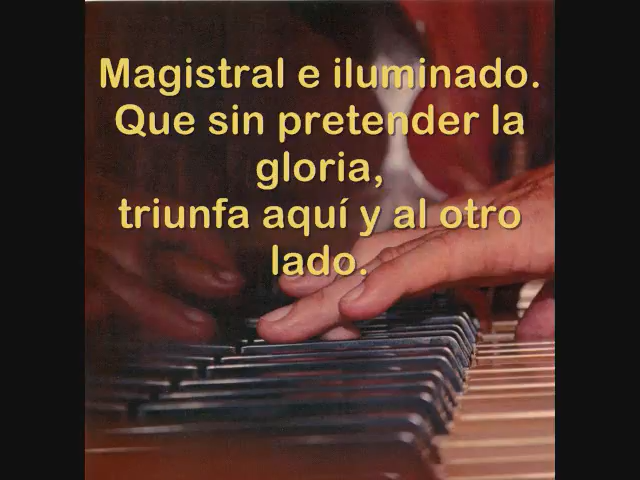 Magistral e iluminado.
Que sin pretender la
gloria,
triunfa aquí y al otro
lado.